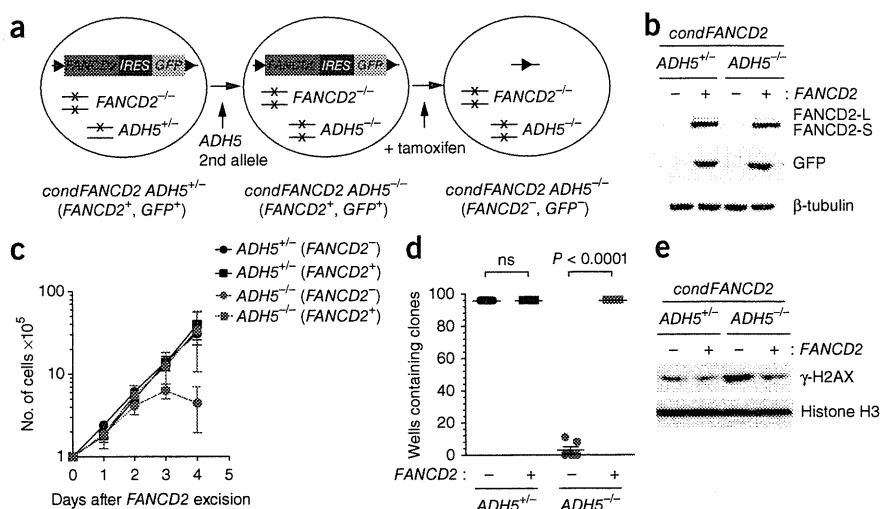 a
FANCD2 IRES GFP
FANCD2 IRES GFP
FANCD2−/−
ADH5+/−
ADH5
2nd allele
FANCD2−/−
ADH5−/−
+ tamoxifen
FANCD2−/−
ADH5−/−
condFANCD2 ADH5+/−
(FANCD2+, GFP+)
condFANCD2 ADH5−/−
(FANCD2+, GFP+)
condFANCD2 ADH5−/−
(FANCD2−, GFP−)
b
condFANCD2
ADH5+/− ADH5−/−
− + − + : FANCD2
FANCD2-L
FANCD2-S
GFP
β-tubulin
c
ADH5+/− (FANCD2−)
ADH5+/− (FANCD2+)
ADH5−/− (FANCD2−)
ADH5−/− (FANCD2+)
No. of cells ×10^5
100
10
1
0 1 2 3 4 5
Days after FANCD2 excision
d
ns P < 0.0001
Wells containing clones
100
80
60
40
20
0
FANCD2 : − + − +
ADH5+/− ADH5−/−
e
condFANCD2
ADH5+/− ADH5−/−
− + − + : FANCD2
γ-H2AX
Histone H3